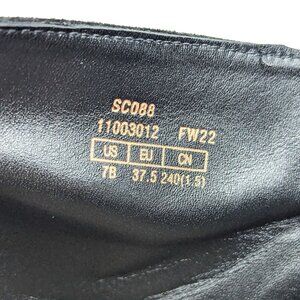 SC088
11003012 FW22
US EU CN
7B 37.5 240(1.5)